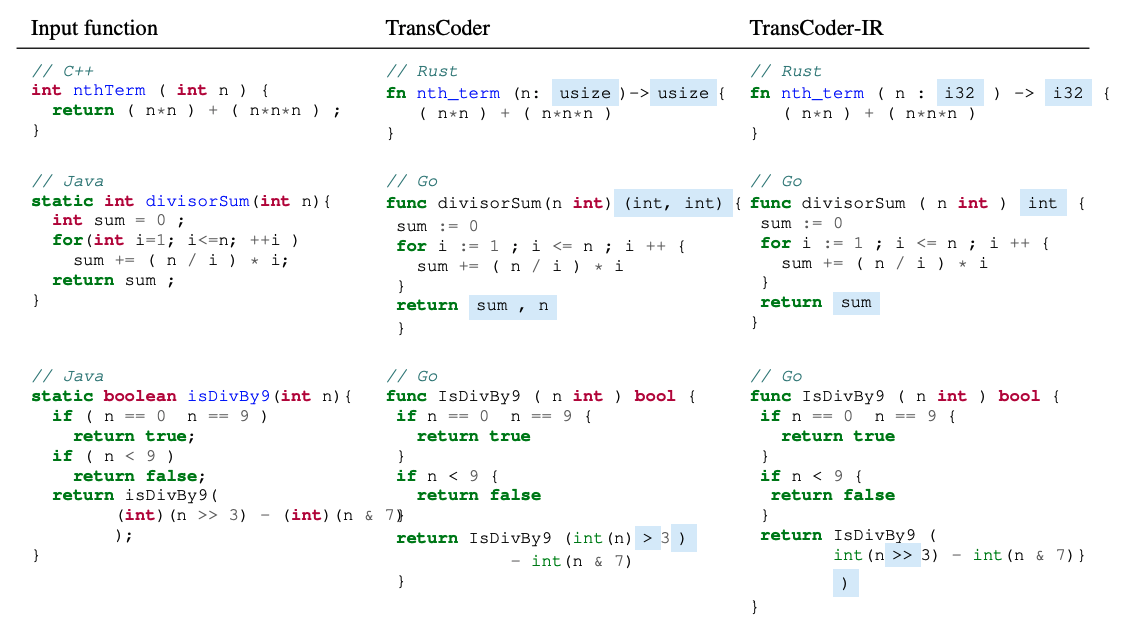 Input function
TransCoder
TransCoder-IR
// C++
int nthTerm ( int n ) {
return ( n*n ) + ( n*n*n ) ;
}
// Rust
fn nth_term (n: usize )-> usize {
( n*n ) + ( n*n*n )
}
// Rust
fn nth_term ( n : i32 ) -> i32 {
( n*n ) + ( n*n*n )
}
// Java
static int divisorSum(int n){
int sum = 0 ;
for(int i=1; i<=n; ++i )
sum += ( n / i ) * i;
return sum ;
}
// Go
func divisorSum(n int) (int, int) {
sum := 0
for i := 1 ; i <= n ; i ++ {
sum += ( n / i ) * i
}
return sum , n
}
// Go
func divisorSum ( n int ) int {
sum := 0
for i := 1 ; i <= n ; i ++ {
sum += ( n / i ) * i
}
return sum
}
// Java
static boolean isDivBy9(int n){
if ( n == 0 n == 9 )
return true;
if ( n < 9 )
return false;
return isDivBy9(
(int)(n >> 3) - (int)(n & 7)
);
}
// Go
func IsDivBy9 ( n int ) bool {
if n == 0 n == 9 {
return true
}
if n < 9 {
return false
}
return IsDivBy9 (int(n) > 3 )
- int(n & 7)
}
// Go
func IsDivBy9 ( n int ) bool {
if n == 0 n == 9 {
return true
}
if n < 9 {
return false
}
return IsDivBy9 (
int(n >> 3) - int(n & 7)}
)
}